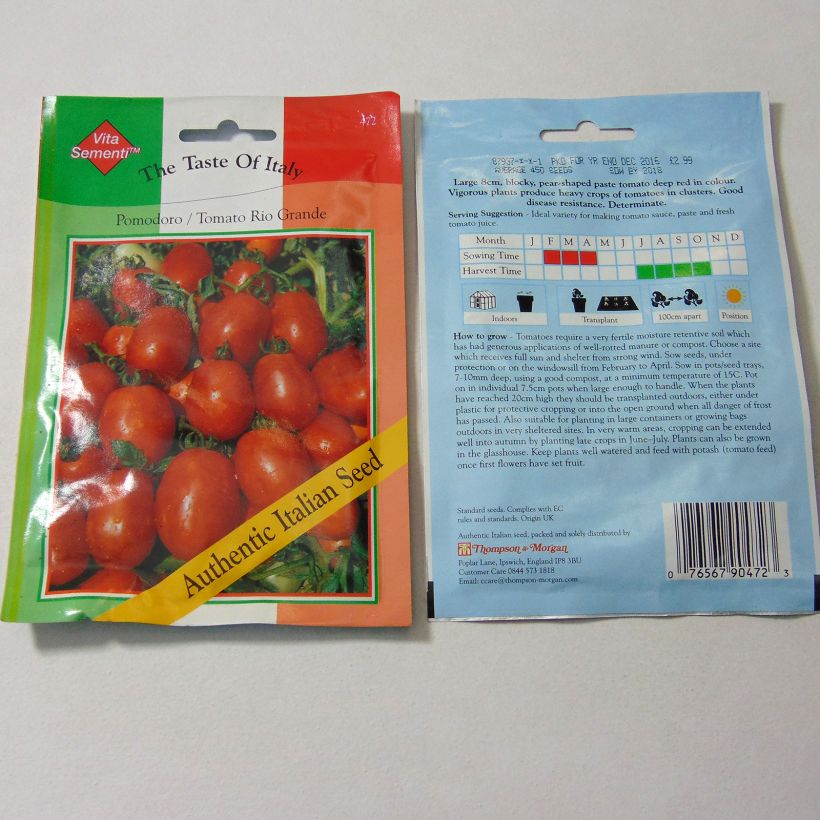 Vita
Sementi™
The Taste Of Italy
Pomodoro / Tomato Rio Grande
Authentic Italian Seed
87937-X-X-1 PKD FOR YR END DEC 2015 £2.99
AVERAGE 450 SEEDS SOW BY 2018
Large 8cm, blocky, pear-shaped paste tomato deep red in colour.
Vigorous plants produce heavy crops of tomatoes in clusters. Good
disease resistance. Determinate.
Serving Suggestion - Ideal variety for making tomato sauce, paste and fresh
tomato juice.
Month J F M A M J J A S O N D
Sowing Time
Harvest Time
Indoors Transplant 100cm apart Position
How to grow - Tomatoes require a very fertile moisture retentive soil which
has had generous applications of well-rotted manure or compost. Choose a site
which receives full sun and shelter from strong wind. Sow seeds, under
protection or on the windowsill from February to April. Sow in pots/seed trays,
7-10mm deep, using a good compost, at a minimum temperature of 15C. Pot
on in individual 7.5cm pots when large enough to handle. When the plants
have reached 20cm high they should be transplanted outdoors, either under
plastic for protective cropping or into the open ground when all danger of frost
has passed. Also suitable for planting in large containers or growing bags
outdoors in very sheltered sites. In very warm areas, cropping can be extended
well into autumn by planting late crops in June-July. Plants can also be grown
in the glasshouse. Keep plants well watered and feed with potash (tomato feed)
once first flowers have set fruit.
Standard seeds. Complies with EC
rules and standards. Origin UK
Authentic Italian Seed, packed and solely distributed by
Thompson & Morgan
Poplar Lane, Ipswich, England IP8 3BU
Customer Care 0844 573 1818
Email: ccare@thompson-morgan.com
0 76567 90472 3